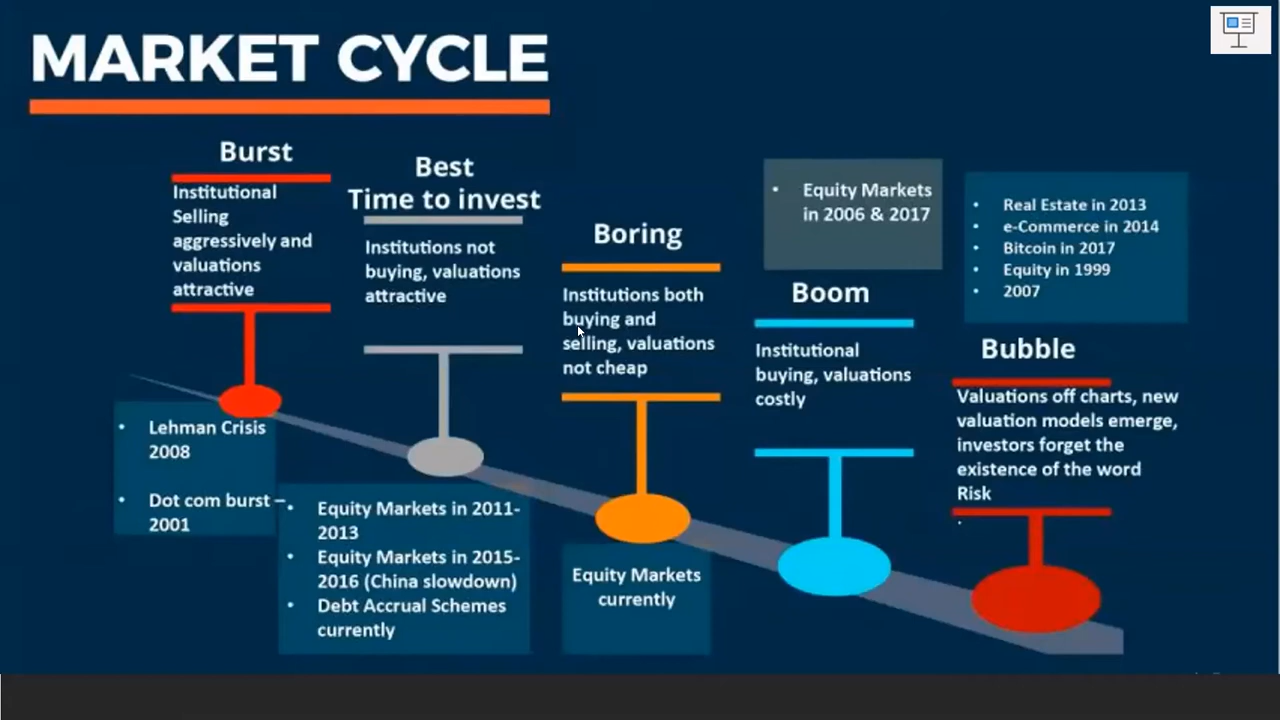 MARKET CYCLE
Burst
Institutional
Selling
aggressively and
valuations
attractive
• Lehman Crisis
2008
• Dot com burst –
2001
Best
Time to invest
Institutions not
buying, valuations
attractive
• Equity Markets in 2011-
2013
• Equity Markets in 2015-
2016 (China slowdown)
• Debt Accrual Schemes
currently
Boring
Institutions both
buying and
selling, valuations
not cheap
Equity Markets
currently
• Equity Markets
in 2006 & 2017
Boom
Institutional
buying, valuations
costly
• Real Estate in 2013
• e-Commerce in 2014
• Bitcoin in 2017
• Equity in 1999
• 2007
Bubble
Valuations off charts, new
valuation models emerge,
investors forget the
existence of the word
Risk
.